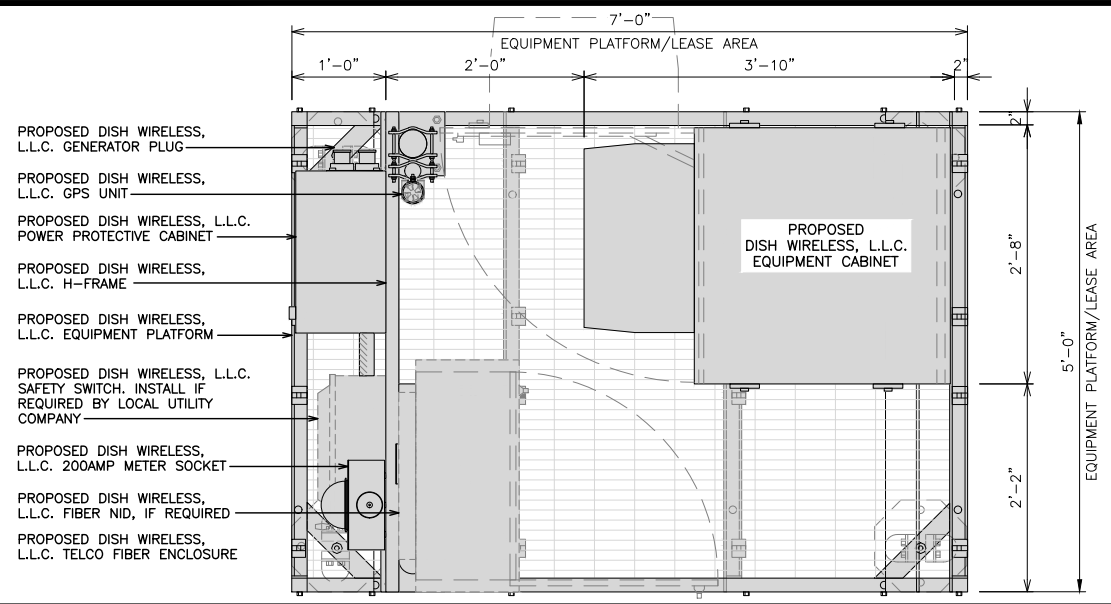 7'-0"
EQUIPMENT PLATFORM/LEASE AREA
1'-0"
2'-0"
3'-10"
2"
PROPOSED DISH WIRELESS,
L.L.C. GENERATOR PLUG
PROPOSED DISH WIRELESS,
L.L.C. GPS UNIT
PROPOSED DISH WIRELESS, L.L.C.
POWER PROTECTIVE CABINET
PROPOSED DISH WIRELESS,
L.L.C. H-FRAME
PROPOSED DISH WIRELESS,
L.L.C. EQUIPMENT PLATFORM
PROPOSED DISH WIRELESS, L.L.C.
SAFETY SWITCH. INSTALL IF
REQUIRED BY LOCAL UTILITY
COMPANY
PROPOSED DISH WIRELESS,
L.L.C. 200AMP METER SOCKET
PROPOSED DISH WIRELESS,
L.L.C. FIBER NID, IF REQUIRED
PROPOSED DISH WIRELESS,
L.L.C. TELCO FIBER ENCLOSURE
PROPOSED
DISH WIRELESS, L.L.C.
EQUIPMENT CABINET
2"
2'-8"
2'-2"
5'-0"
EQUIPMENT PLATFORM/LEASE AREA